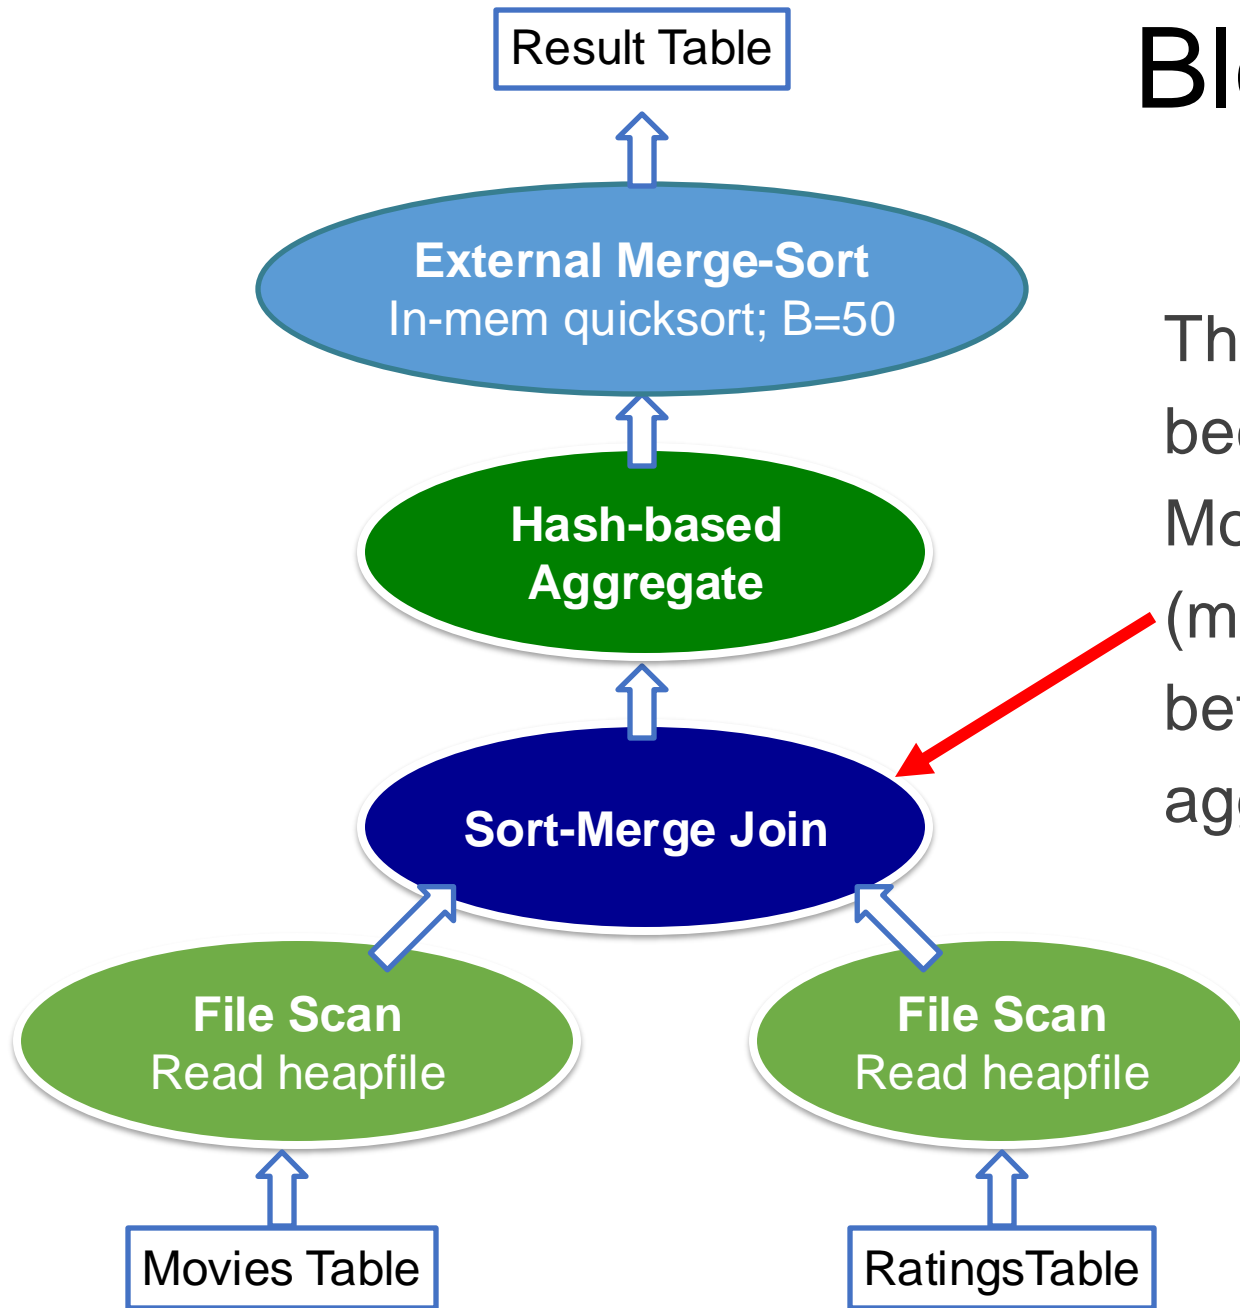 Result Table
External Merge-Sort
In-mem quicksort; B=50
Hash-based
Aggregate
Sort-Merge Join
File Scan
Read heapfile
File Scan
Read heapfile
Movies Table
RatingsTable